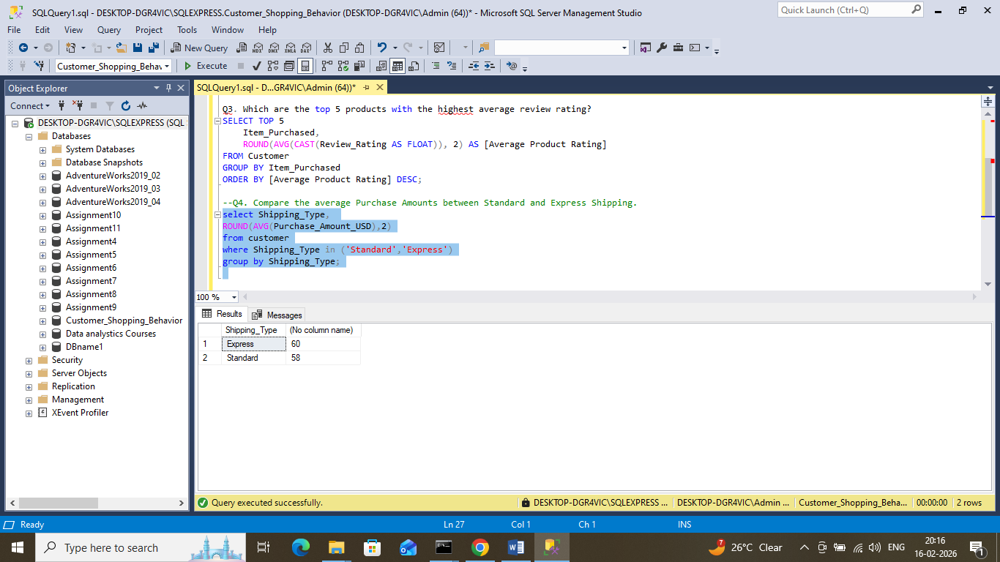 SQLQuery1.sql - DESKTOP-DGR4VIC\SQLEXPRESS.Customer_Shopping_Behavior (DESKTOP-DGR4VIC\Admin (64))* - Microsoft SQL Server Management Studio
Quick Launch (Ctrl+Q)
File Edit View Query Project Tools Window Help
New Query MDX DMX XMLA DAX
Customer_Shopping_Behav Execute
Object Explorer
SQLQuery1.sql - D...GR4VIC\Admin (64))*
Connect
DESKTOP-DGR4VIC\SQLEXPRESS (SQL
Databases
System Databases
Database Snapshots
AdventureWorks2019_02
AdventureWorks2019_03
AdventureWorks2019_04
Assignment10
Assignment11
Assignment4
Assignment5
Assignment6
Assignment7
Assignment8
Assignment9
Customer_Shopping_Behavior
Data analystics Courses
DBname1
Security
Server Objects
Replication
Management
XEvent Profiler
Q3. Which are the top 5 products with the highest average review rating?
SELECT TOP 5
Item_Purchased,
ROUND(AVG(CAST(Review_Rating AS FLOAT)), 2) AS [Average Product Rating]
FROM Customer
GROUP BY Item_Purchased
ORDER BY [Average Product Rating] DESC;
--Q4. Compare the average Purchase Amounts between Standard and Express Shipping.
select Shipping_Type,
ROUND(AVG(Purchase_Amount_USD),2)
from customer
where Shipping_Type in ('Standard','Express')
group by Shipping_Type;
100 %
Results Messages
Shipping_Type (No column name)
1 Express 60
2 Standard 58
Query executed successfully.
DESKTOP-DGR4VIC\SQLEXPRESS ... DESKTOP-DGR4VIC\Admin ... Customer_Shopping_Beha... 00:00:00 2 rows
Ready Ln 27 Col 1 Ch 1 INS
Type here to search
7 26°C Clear ENG
20:16
16-02-2026
1